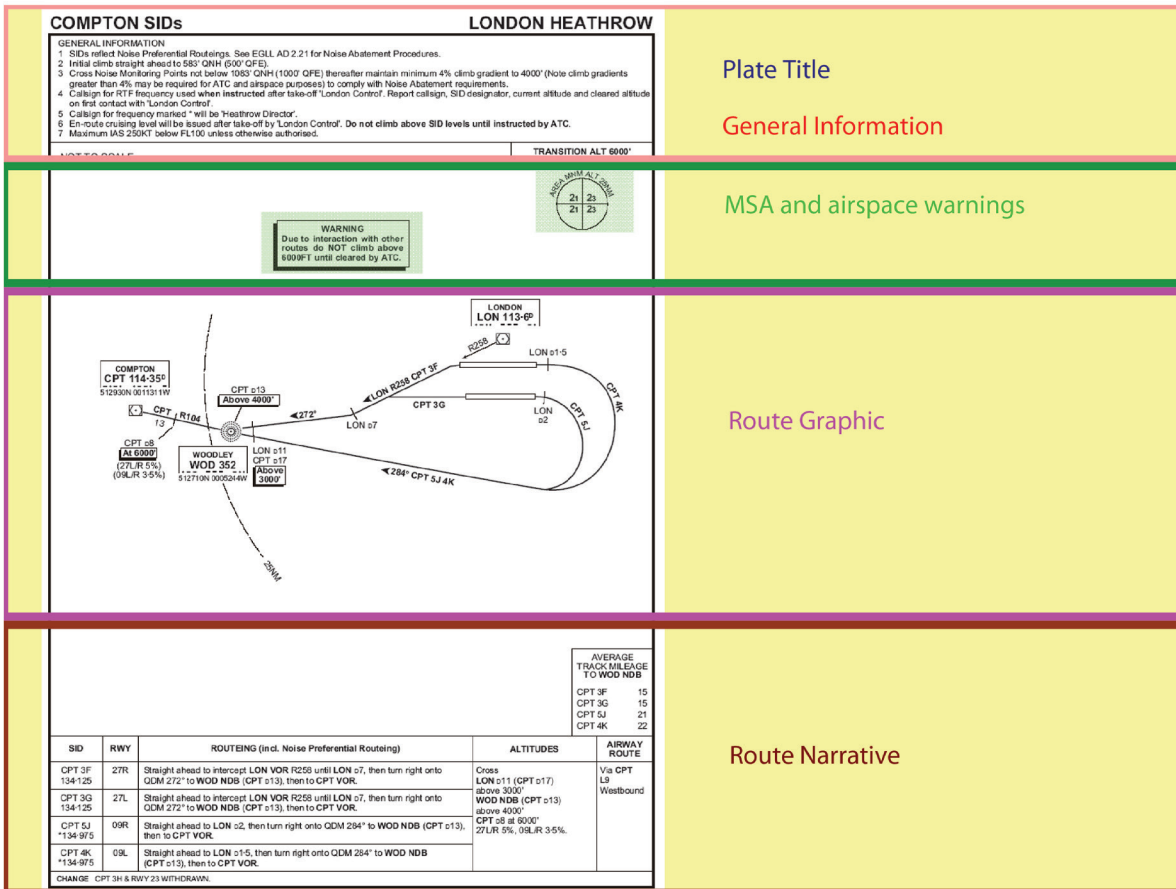 COMPTON SIDs
LONDON HEATHROW
GENERAL INFORMATION
1 SIDs reflect Noise Preferential Routeings. See EGLL AD 2.21 for Noise Abatement Procedures.
2 Initial climb straight ahead to 583' QNH (500' QFE).
3 Cross Noise Monitoring Points not below 1083' QNH (1000' QFE) thereafter maintain minimum 4% climb gradient to 4000' (Note climb gradients
greater than 4% may be required for ATC and airspace purposes) to comply with Noise Abatement requirements.
4 Callsign for RTF frequency used when instructed after take-off 'London Control'. Report callsign, SID designator, current altitude and cleared altitude
on first contact with 'London Control'.
5 Callsign for frequency marked * will be 'Heathrow Director'.
6 En-route cruising level will be issued after take-off by 'London Control'. Do not climb above SID levels until instructed by ATC.
7 Maximum IAS 250KT below FL100 unless otherwise authorised.
TRANSITION ALT 6000'
Plate Title
General Information
AREA MNM ALT 25NM
21 23
21 23
WARNING
Due to interaction with other
routes do NOT climb above
6000FT until cleared by ATC.
MSA and airspace warnings
LONDON
LON 113·6ᴰ
R258
LON D1·5
COMPTON
CPT 114·35ᴰ
512930N 0011311W
CPT D13
Above 4000'
LON R258 CPT 3F
CPT 4K
CPT R104
13
272°
CPT 3G
LON D7
LON
D2
CPT 5J
CPT D8
At 6000'
(27L/R 5%)
(09L/R 3·5%)
WOODLEY
WOD 352
512710N 0005244W
LON D11
CPT D17
Above
3000'
284° CPT 5J 4K
25NM
Route Graphic
AVERAGE
TRACK MILEAGE
TO WOD NDB
CPT 3F 15
CPT 3G 15
CPT 5J 21
CPT 4K 22
SID RWY ROUTEING (incl. Noise Preferential Routeing) ALTITUDES AIRWAY
ROUTE
CPT 3F
134·125
27R
Straight ahead to intercept LON VOR R258 until LON D7, then turn right onto
QDM 272° to WOD NDB (CPT D13), then to CPT VOR.
CPT 3G
134·125
27L
Straight ahead to intercept LON VOR R258 until LON D7, then turn right onto
QDM 272° to WOD NDB (CPT D13), then to CPT VOR.
CPT 5J
*134·975
09R
Straight ahead to LON D2, then turn right onto QDM 284° to WOD NDB (CPT D13),
then to CPT VOR.
CPT 4K
*134·975
09L
Straight ahead to LON D1·5, then turn right onto QDM 284° to WOD NDB
(CPT D13), then to CPT VOR.
Cross
LON D11 (CPT D17)
above 3000'
WOD NDB (CPT D13)
above 4000'
CPT D8 at 6000'
27L/R 5%, 09L/R 3·5%.
Via CPT
L9
Westbound
CHANGE CPT 3H & RWY 23 WITHDRAWN.
Route Narrative